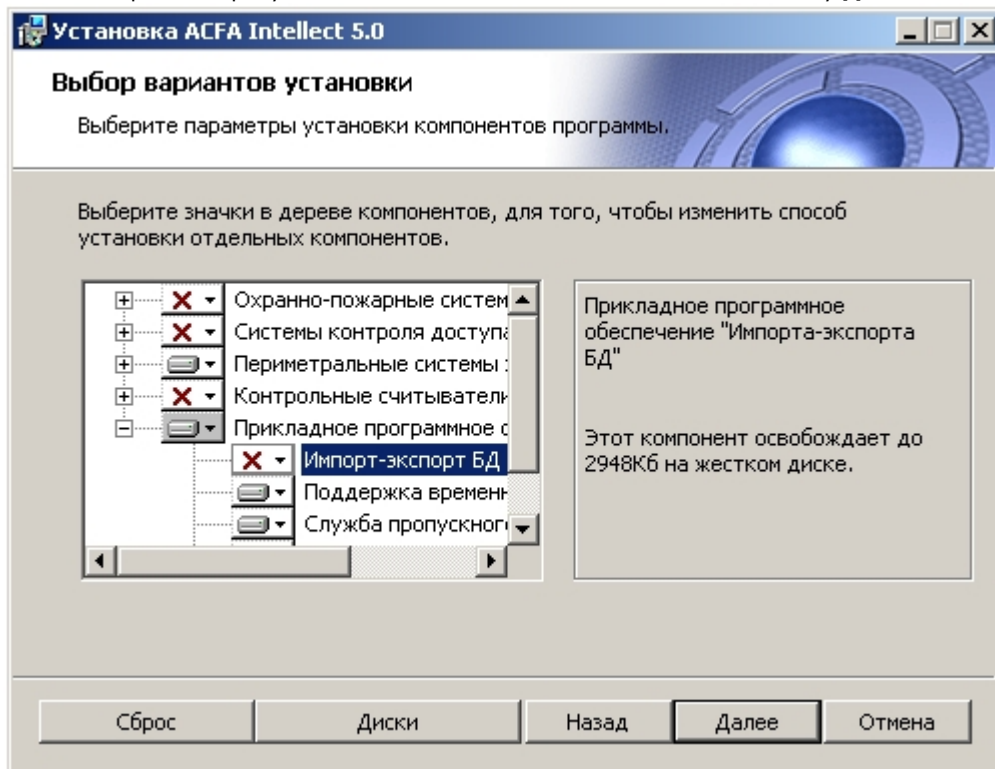 Установка ACFA Intellect 5.0
Выбор вариантов установки
Выберите параметры установки компонентов программы.
Выберите значки в дереве компонентов, для того, чтобы изменить способ
установки отдельных компонентов.
Охранно-пожарные систем
Системы контроля доступа
Периметральные системы
Контрольные считывател
Прикладное программное
Импорт-экспорт БД
Поддержка времен
Служба пропускног
Прикладное программное
обеспечение "Импорта-экспорта
БД"
Этот компонент освобождает до
2948Кб на жестком диске.
Сброс
Диски
Назад
Далее
Отмена